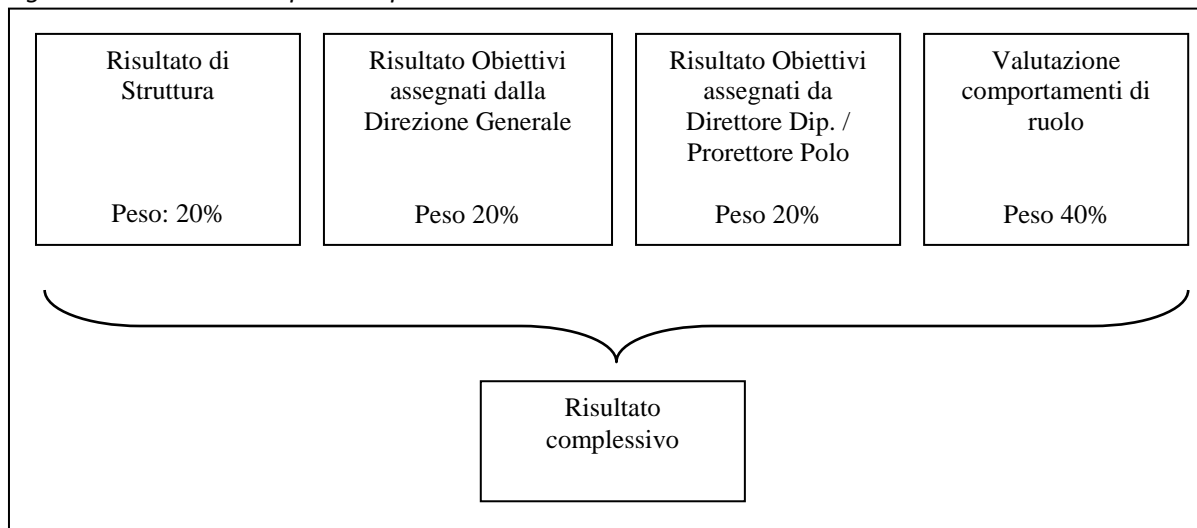 Risultato di
Struttura
Peso: 20%
Risultato Obiettivi
assegnati dalla
Direzione Generale
Peso 20%
Risultato Obiettivi
assegnati da
Direttore Dip. /
Prorettore Polo
Peso 20%
Valutazione
comportamenti di
ruolo
Peso 40%
Risultato
complessivo